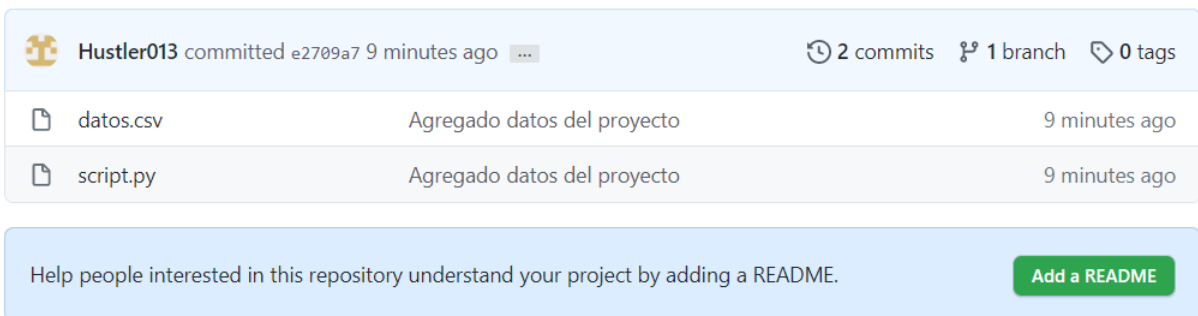 Hustler013 committed e2709a7 9 minutes ago ... 2 commits 1 branch 0 tags
datos.csv Agregado datos del proyecto 9 minutes ago
script.py Agregado datos del proyecto 9 minutes ago
Help people interested in this repository understand your project by adding a README. Add a README